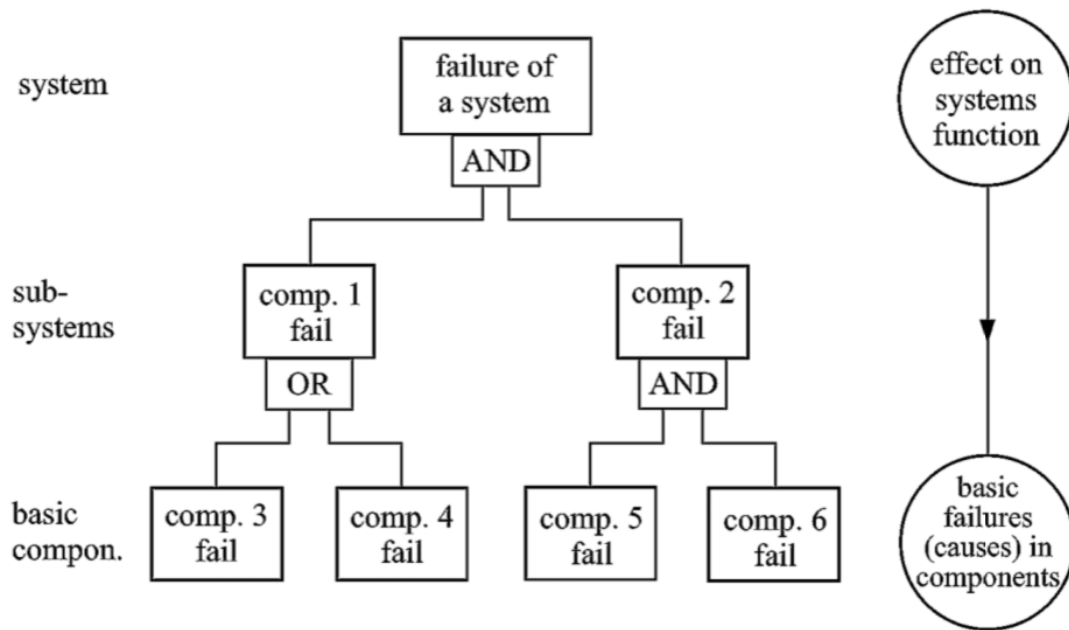 system
failure of
a system
AND
effect on
systems
function
sub-
systems
comp. 1
fail
OR
comp. 2
fail
AND
basic
compon.
comp. 3
fail
comp. 4
fail
comp. 5
fail
comp. 6
fail
basic
failures
(causes) in
components